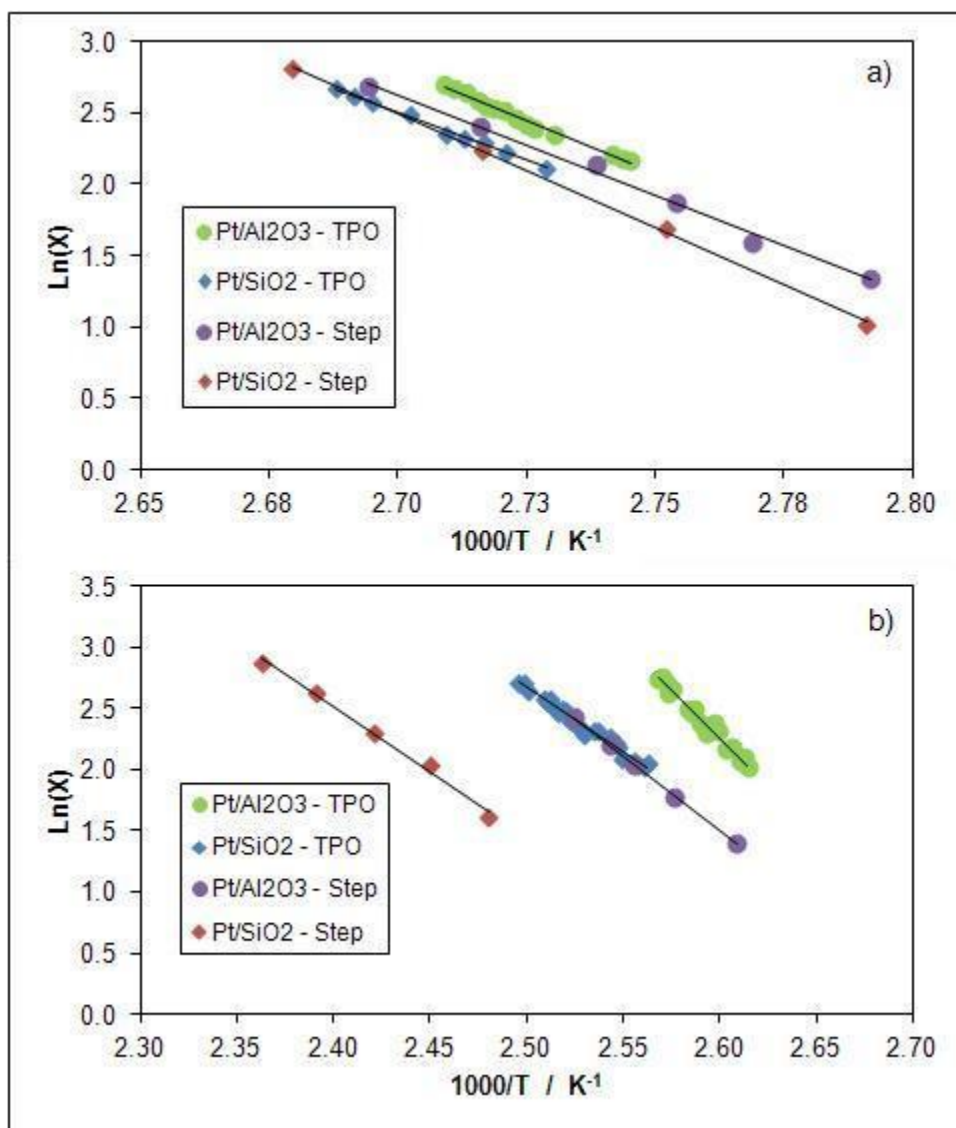 a)
3.0
2.5
2.0
1.5
1.0
0.5
0.0
Ln(X)
Pt/Al2O3 - TPO
Pt/SiO2 - TPO
Pt/Al2O3 - Step
Pt/SiO2 - Step
2.65 2.68 2.70 2.73 2.75 2.78 2.80
1000/T / K-1
b)
3.5
3.0
2.5
2.0
1.5
1.0
0.5
0.0
Ln(X)
Pt/Al2O3 - TPO
Pt/SiO2 - TPO
Pt/Al2O3 - Step
Pt/SiO2 - Step
2.30 2.35 2.40 2.45 2.50 2.55 2.60 2.65 2.70
1000/T / K-1